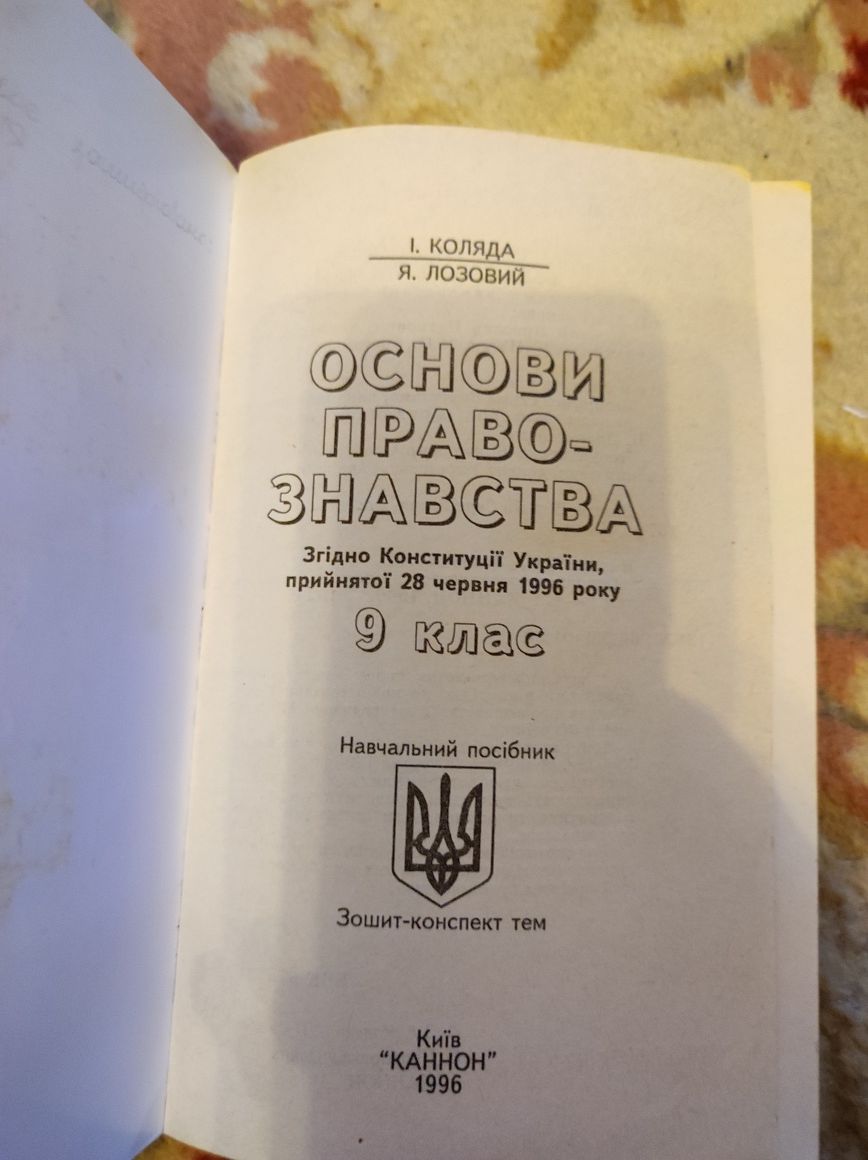 І. КОЛЯДА
Я. ЛОЗОВИЙ
ОСНОВИ
ПРАВО-
ЗНАВСТВА
Згідно Конституції України,
прийнятої 28 червня 1996 року
9 клас
Навчальний посібник
Зошит-конспект тем
Київ
“КАННОН”
1996